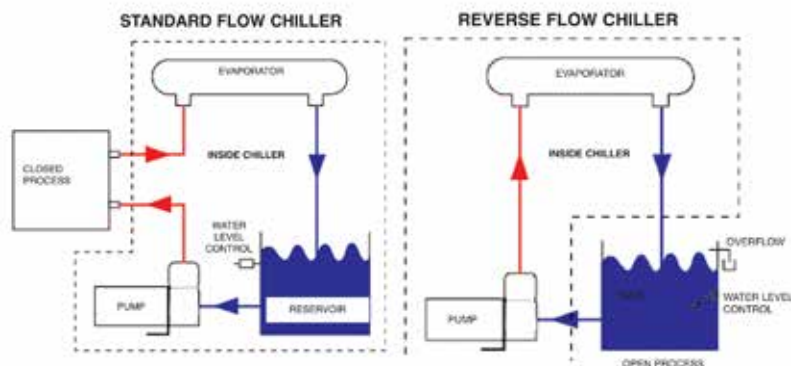 STANDARD FLOW CHILLER
EVAPORATOR
CLOSED
PROCESS
INSIDE CHILLER
WATER
LEVEL
CONTROL
PUMP
RESERVOIR
REVERSE FLOW CHILLER
EVAPORATOR
INSIDE CHILLER
OVERFLOW
WATER LEVEL
CONTROL
PUMP
OPEN PROCESS